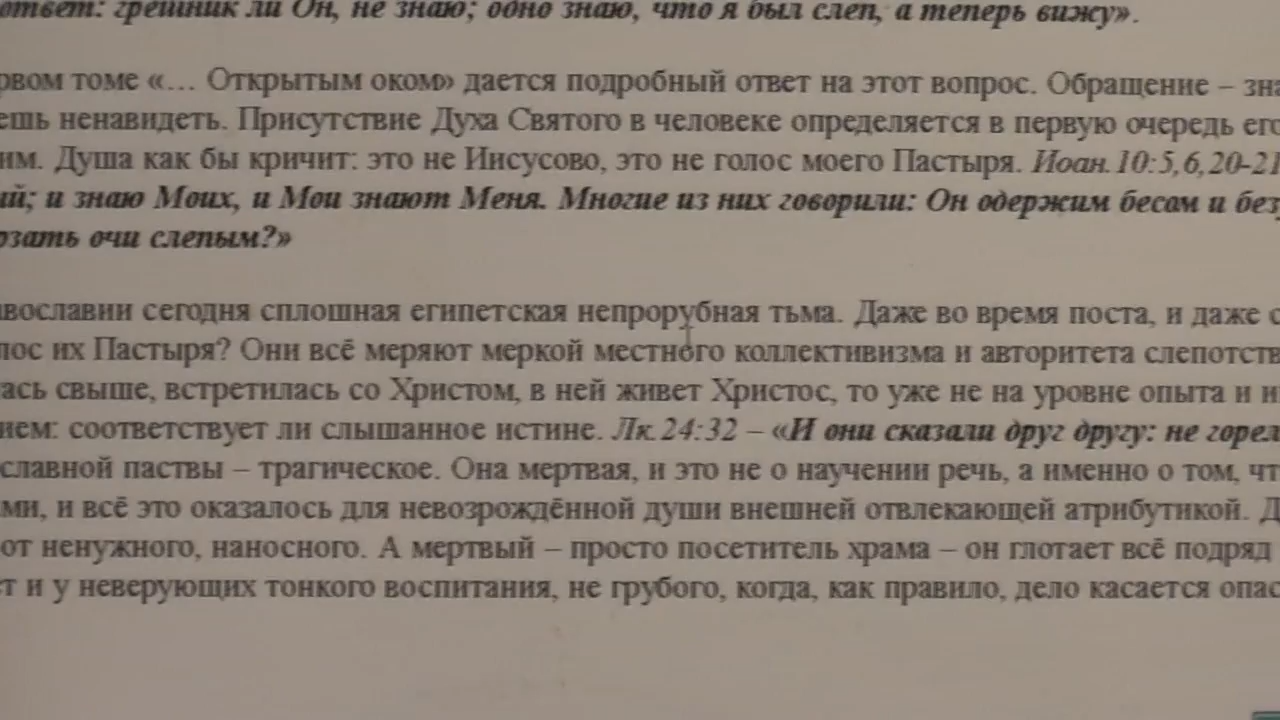 ответ: грешник ли Он, не знаю; одно знаю, что я был слеп, а теперь вижу».
рвом томе «… Открытым оком» дается подробный ответ на этот вопрос. Обращение – зна
ешь ненавидеть. Присутствие Духа Святого в человеке определяется в первую очередь его
им. Душа как бы кричит: это не Иисусово, это не голос моего Пастыря. Иоан.10:5,6,20-21
ий; и знаю Моих, и Мои знают Меня. Многие из них говорили: Он одержим бесом и без
рзать очи слепым?»
авославии сегодня сплошная египетская непрорубная тьма. Даже во время поста, и даже с
лос их Пастыря? Они всё меряют меркой местного коллективизма и авторитета слепотств
ась свыше, встретилась со Христом, в ней живет Христос, то уже не на уровне опыта и и
ием: соответствует ли слышанное истине. Лк.24:32 – «И они сказали друг другу: не горел
славной паствы – трагическое. Она мертвая, и это не о научении речь, а именно о том, чт
ми, и всё это оказалось для невозрождённой души внешней отвлекающей атрибутикой. Д
от ненужного, наносного. А мертвый – просто посетитель храма – он глотает всё подряд
т и у неверующих тонкого воспитания, не грубого, когда, как правило, дело касается опас